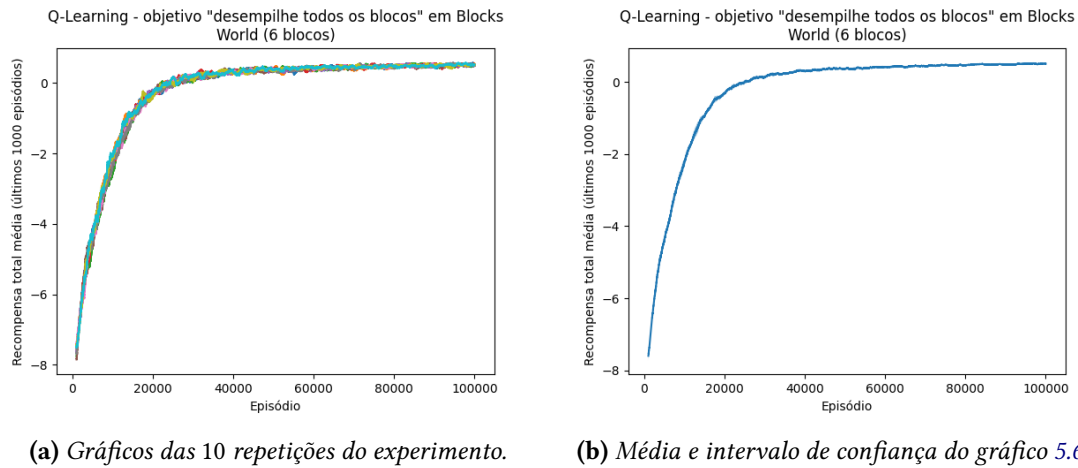 Q-Learning - objetivo "desempilhe todos os blocos" em Blocks
World (6 blocos)
Recompensa total média (últimos 1000 episódios)
0
−2
−4
−6
−8
0 20000 40000 60000 80000 100000
Episódio
(a) Gráficos das 10 repetições do experimento.
Q-Learning - objetivo "desempilhe todos os blocos" em Blocks
World (6 blocos)
Recompensa total média (últimos 1000 episódios)
0
−2
−4
−6
−8
0 20000 40000 60000 80000 100000
Episódio
(b) Média e intervalo de confiança do gráfico 5.6